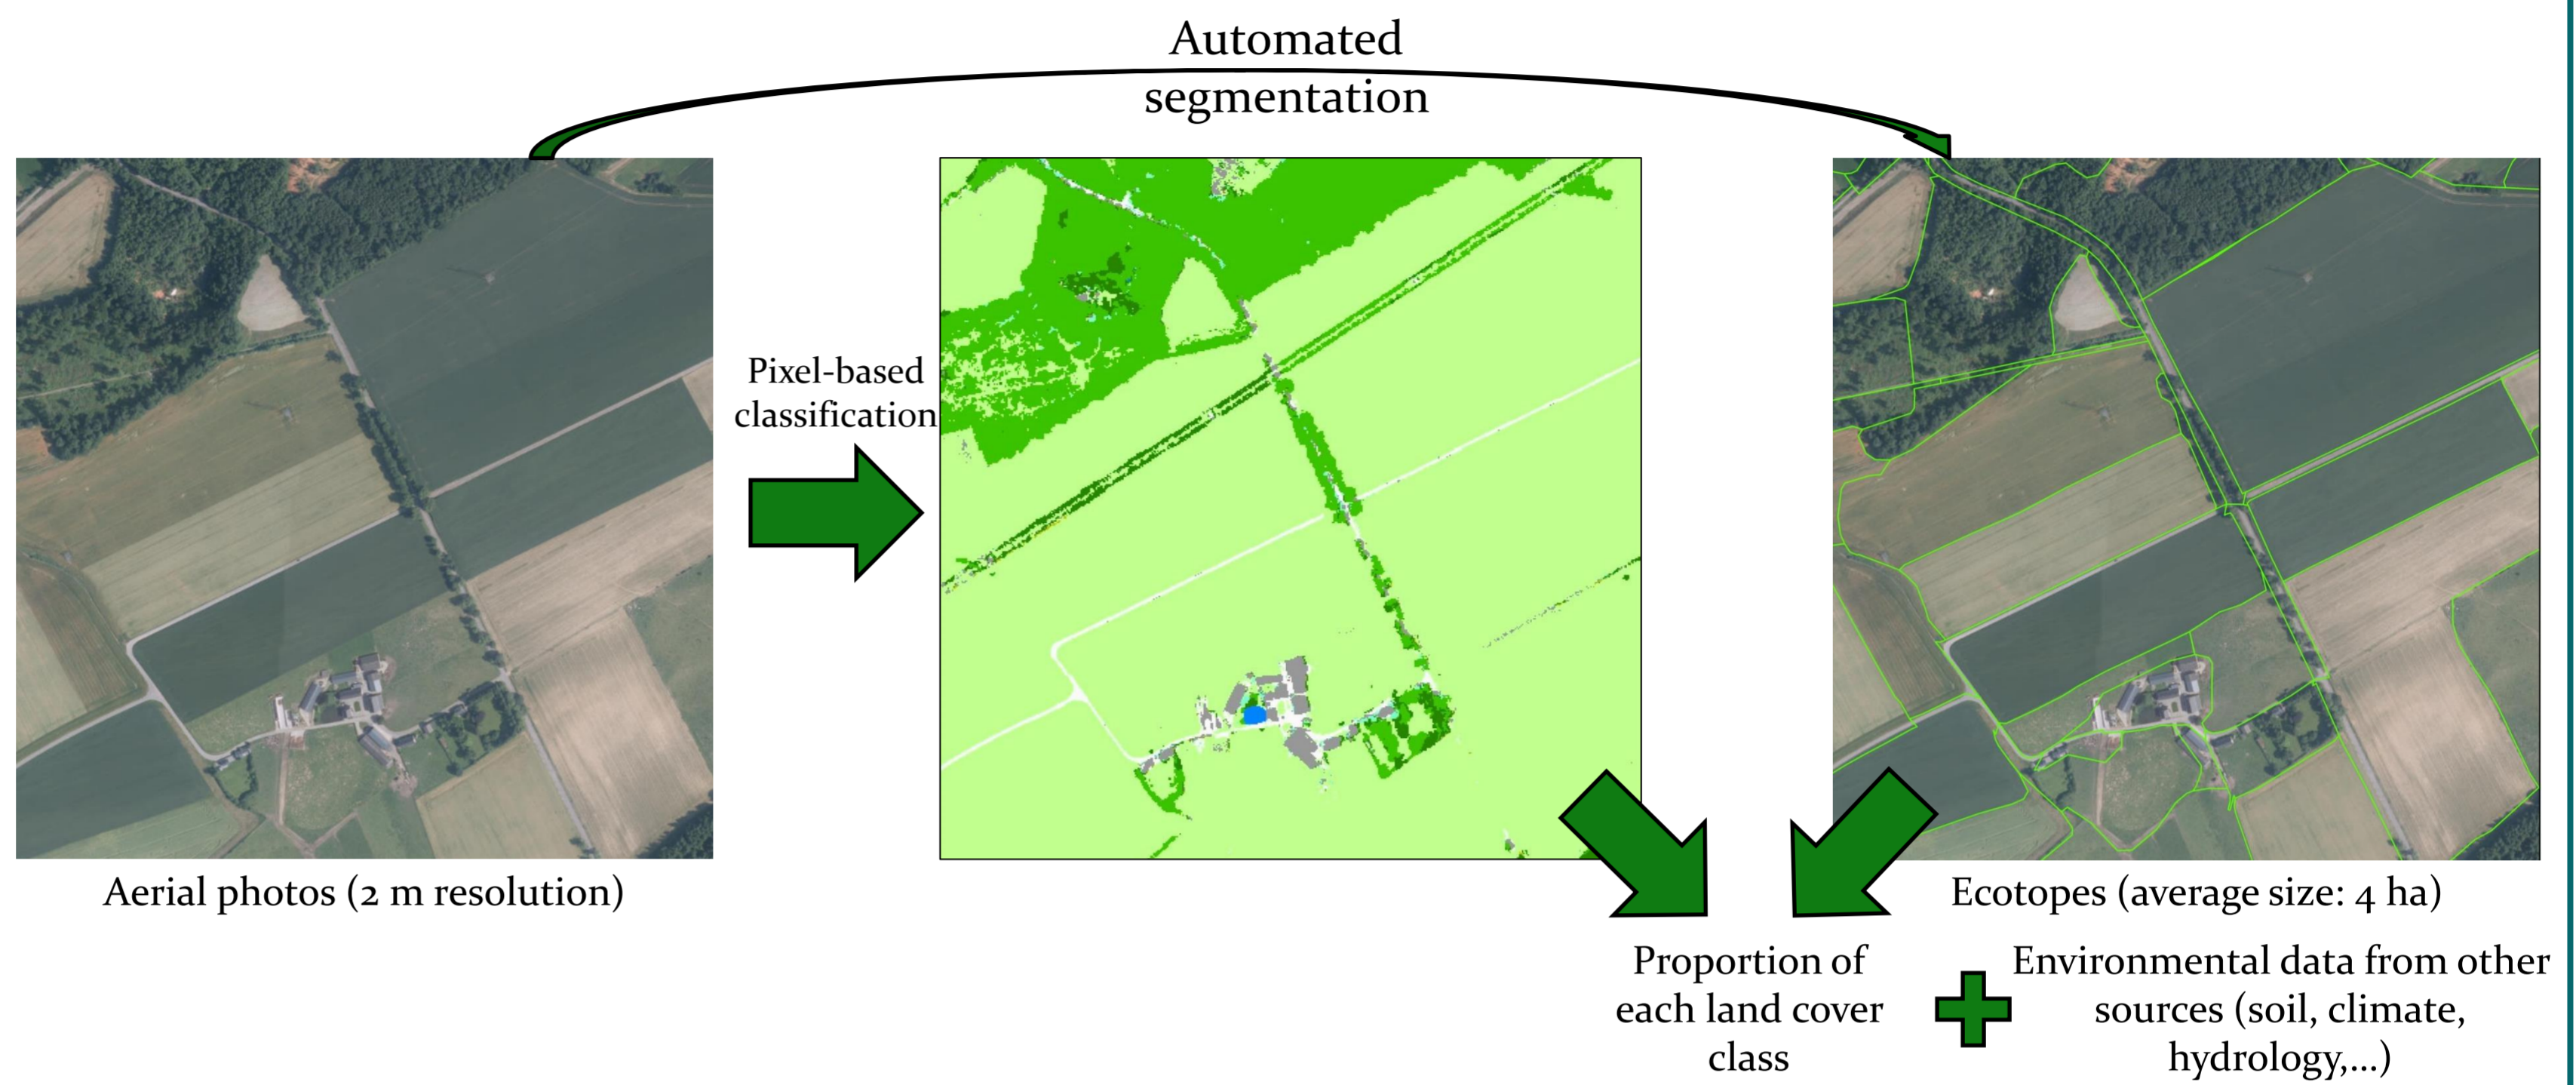 Automated
segmentation
Pixel-based
classification
Aerial photos (2 m resolution)
Ecotopes (average size: 4 ha)
Proportion of
each land cover
class
Environmental data from other
sources (soil, climate,
hydrology,...)